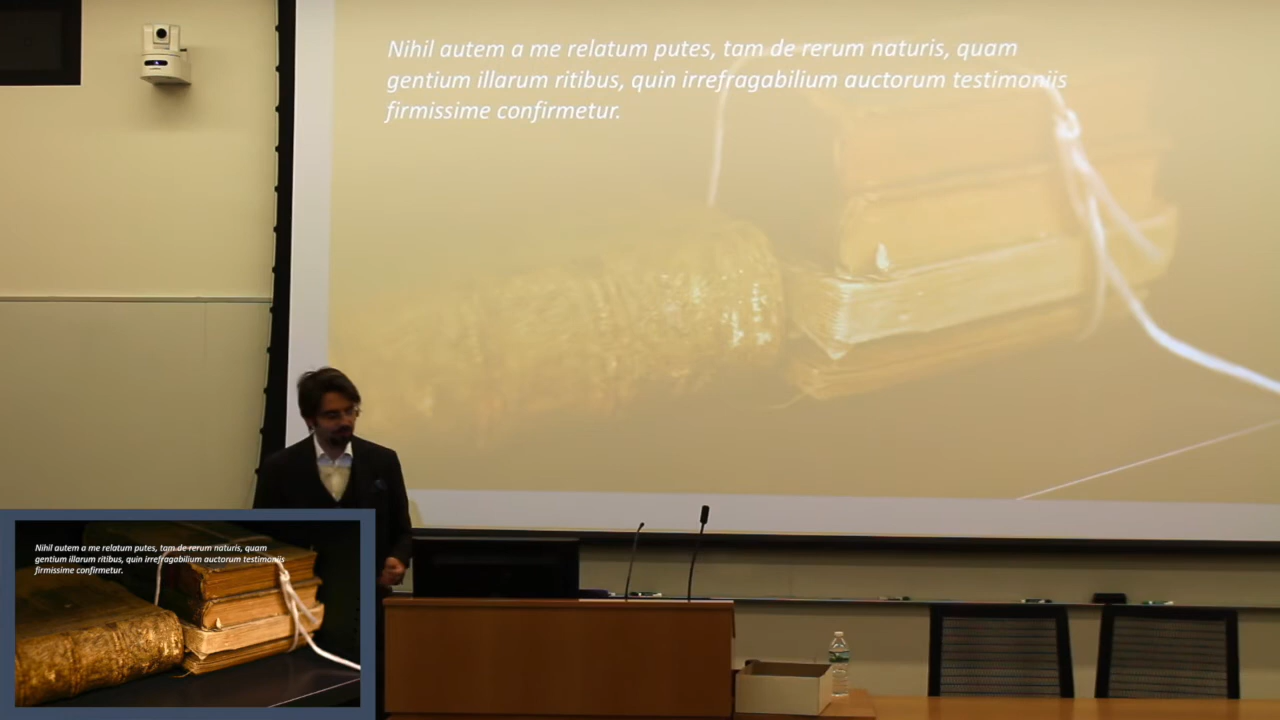 Nihil autem a me relatum putes, tam de rerum naturis, quam
gentium illarum ritibus, quin irrefragabilium auctorum testimoniis
firmissime confirmetur.
Nihil autem a me relatum putes, tam de rerum naturis, quam
gentium illarum ritibus, quin irrefragabilium auctorum testimoniis
firmissime confirmetur.